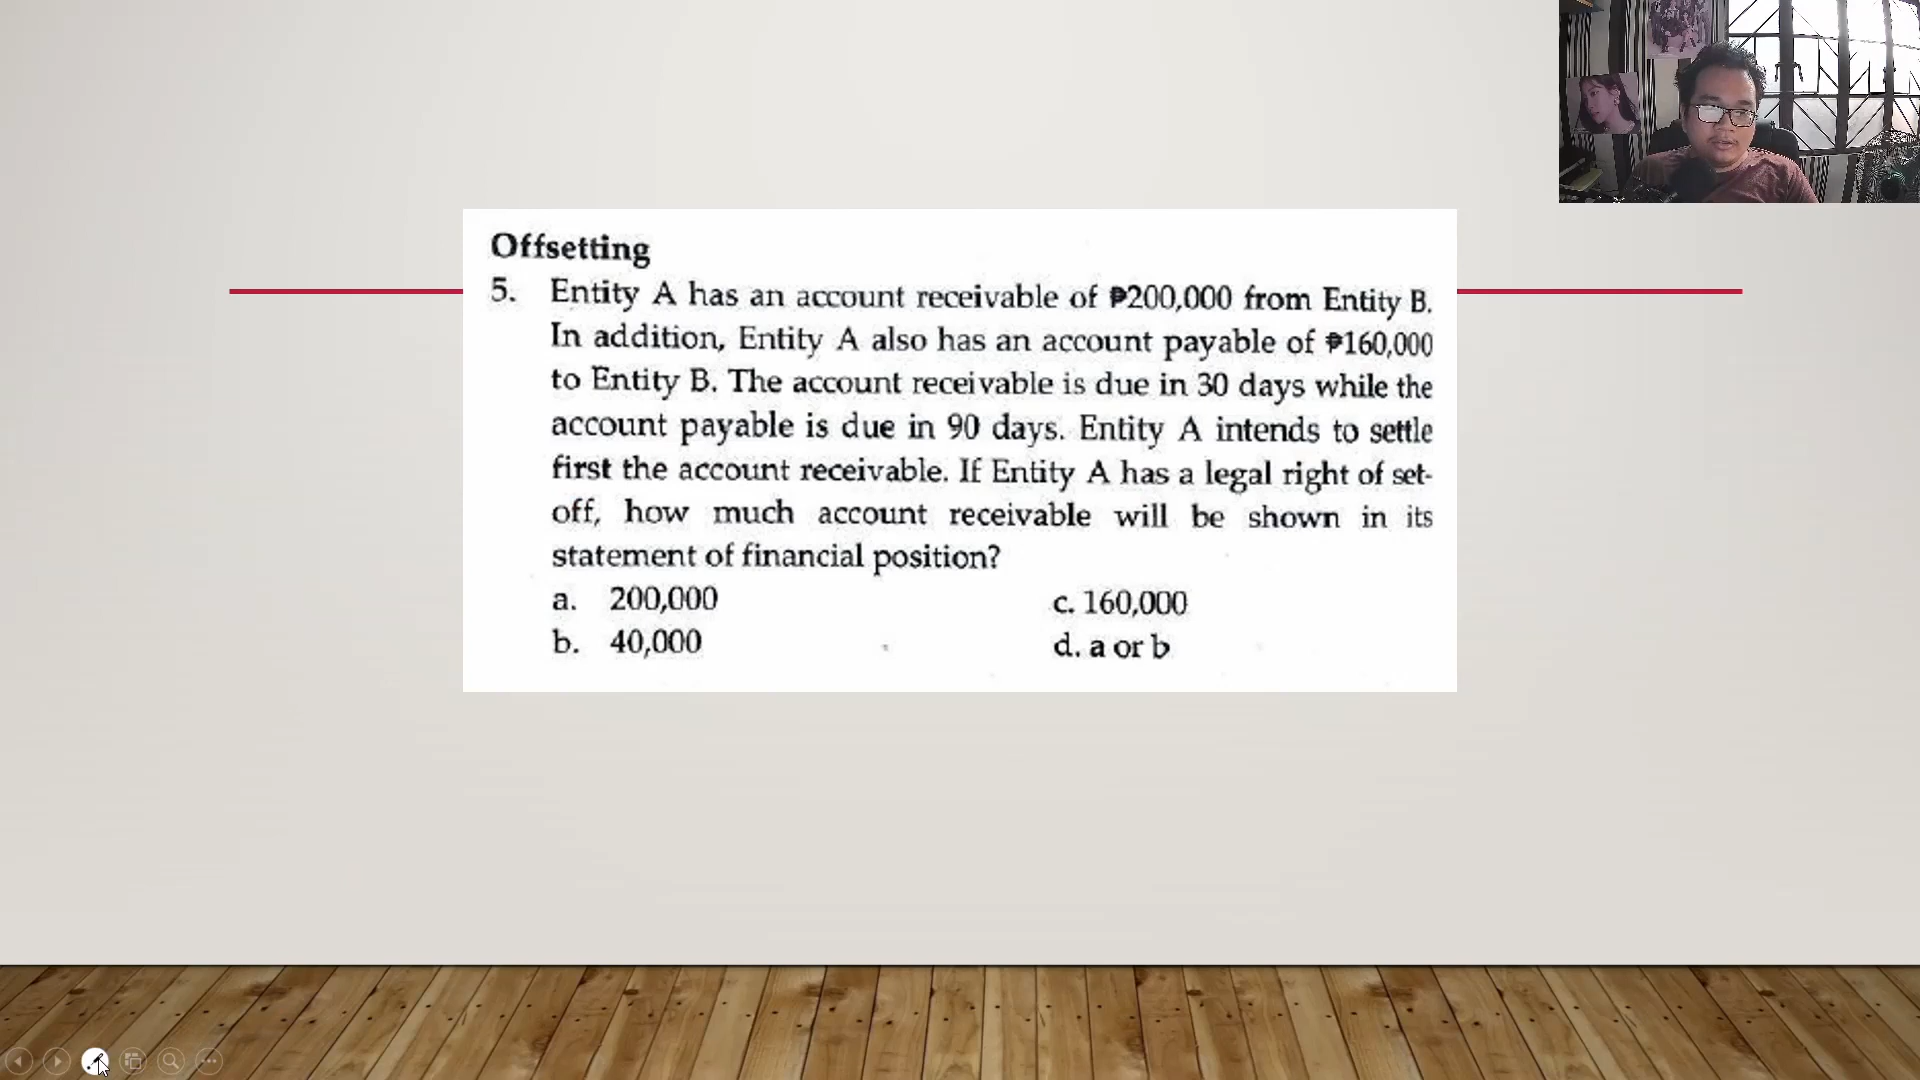 Offsetting
5. Entity A has an account receivable of ₱200,000 from Entity B.
In addition, Entity A also has an account payable of ₱160,000
to Entity B. The account receivable is due in 30 days while the
account payable is due in 90 days. Entity A intends to settle
first the account receivable. If Entity A has a legal right of set-
off, how much account receivable will be shown in its
statement of financial position?
a. 200,000 c. 160,000
b. 40,000 d. a or b